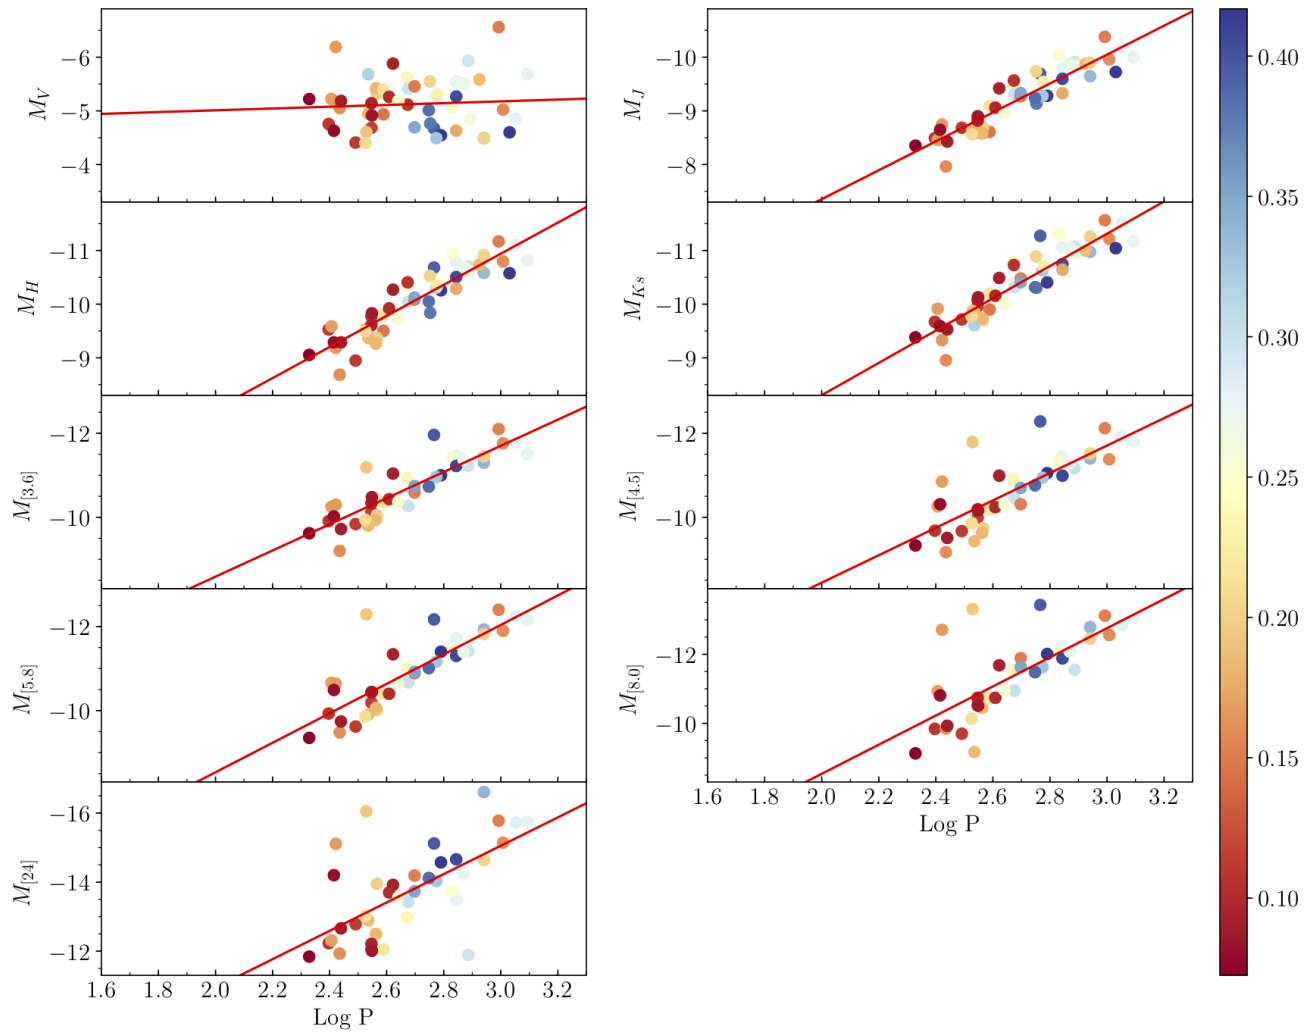 −6
−5
−4
M_V
−10
−9
−8
M_J
0.40
0.35
0.30
0.25
0.20
0.15
0.10
−11
−10
−9
M_H
−11
−10
−9
M_{Ks}
−12
−10
M_{[3.6]}
−12
−10
M_{[4.5]}
−12
−10
M_{[5.8]}
−12
−10
M_{[8.0]}
1.6 1.8 2.0 2.2 2.4 2.6 2.8 3.0 3.2
Log P
−16
−14
−12
M_{[24]}
1.6 1.8 2.0 2.2 2.4 2.6 2.8 3.0 3.2
Log P